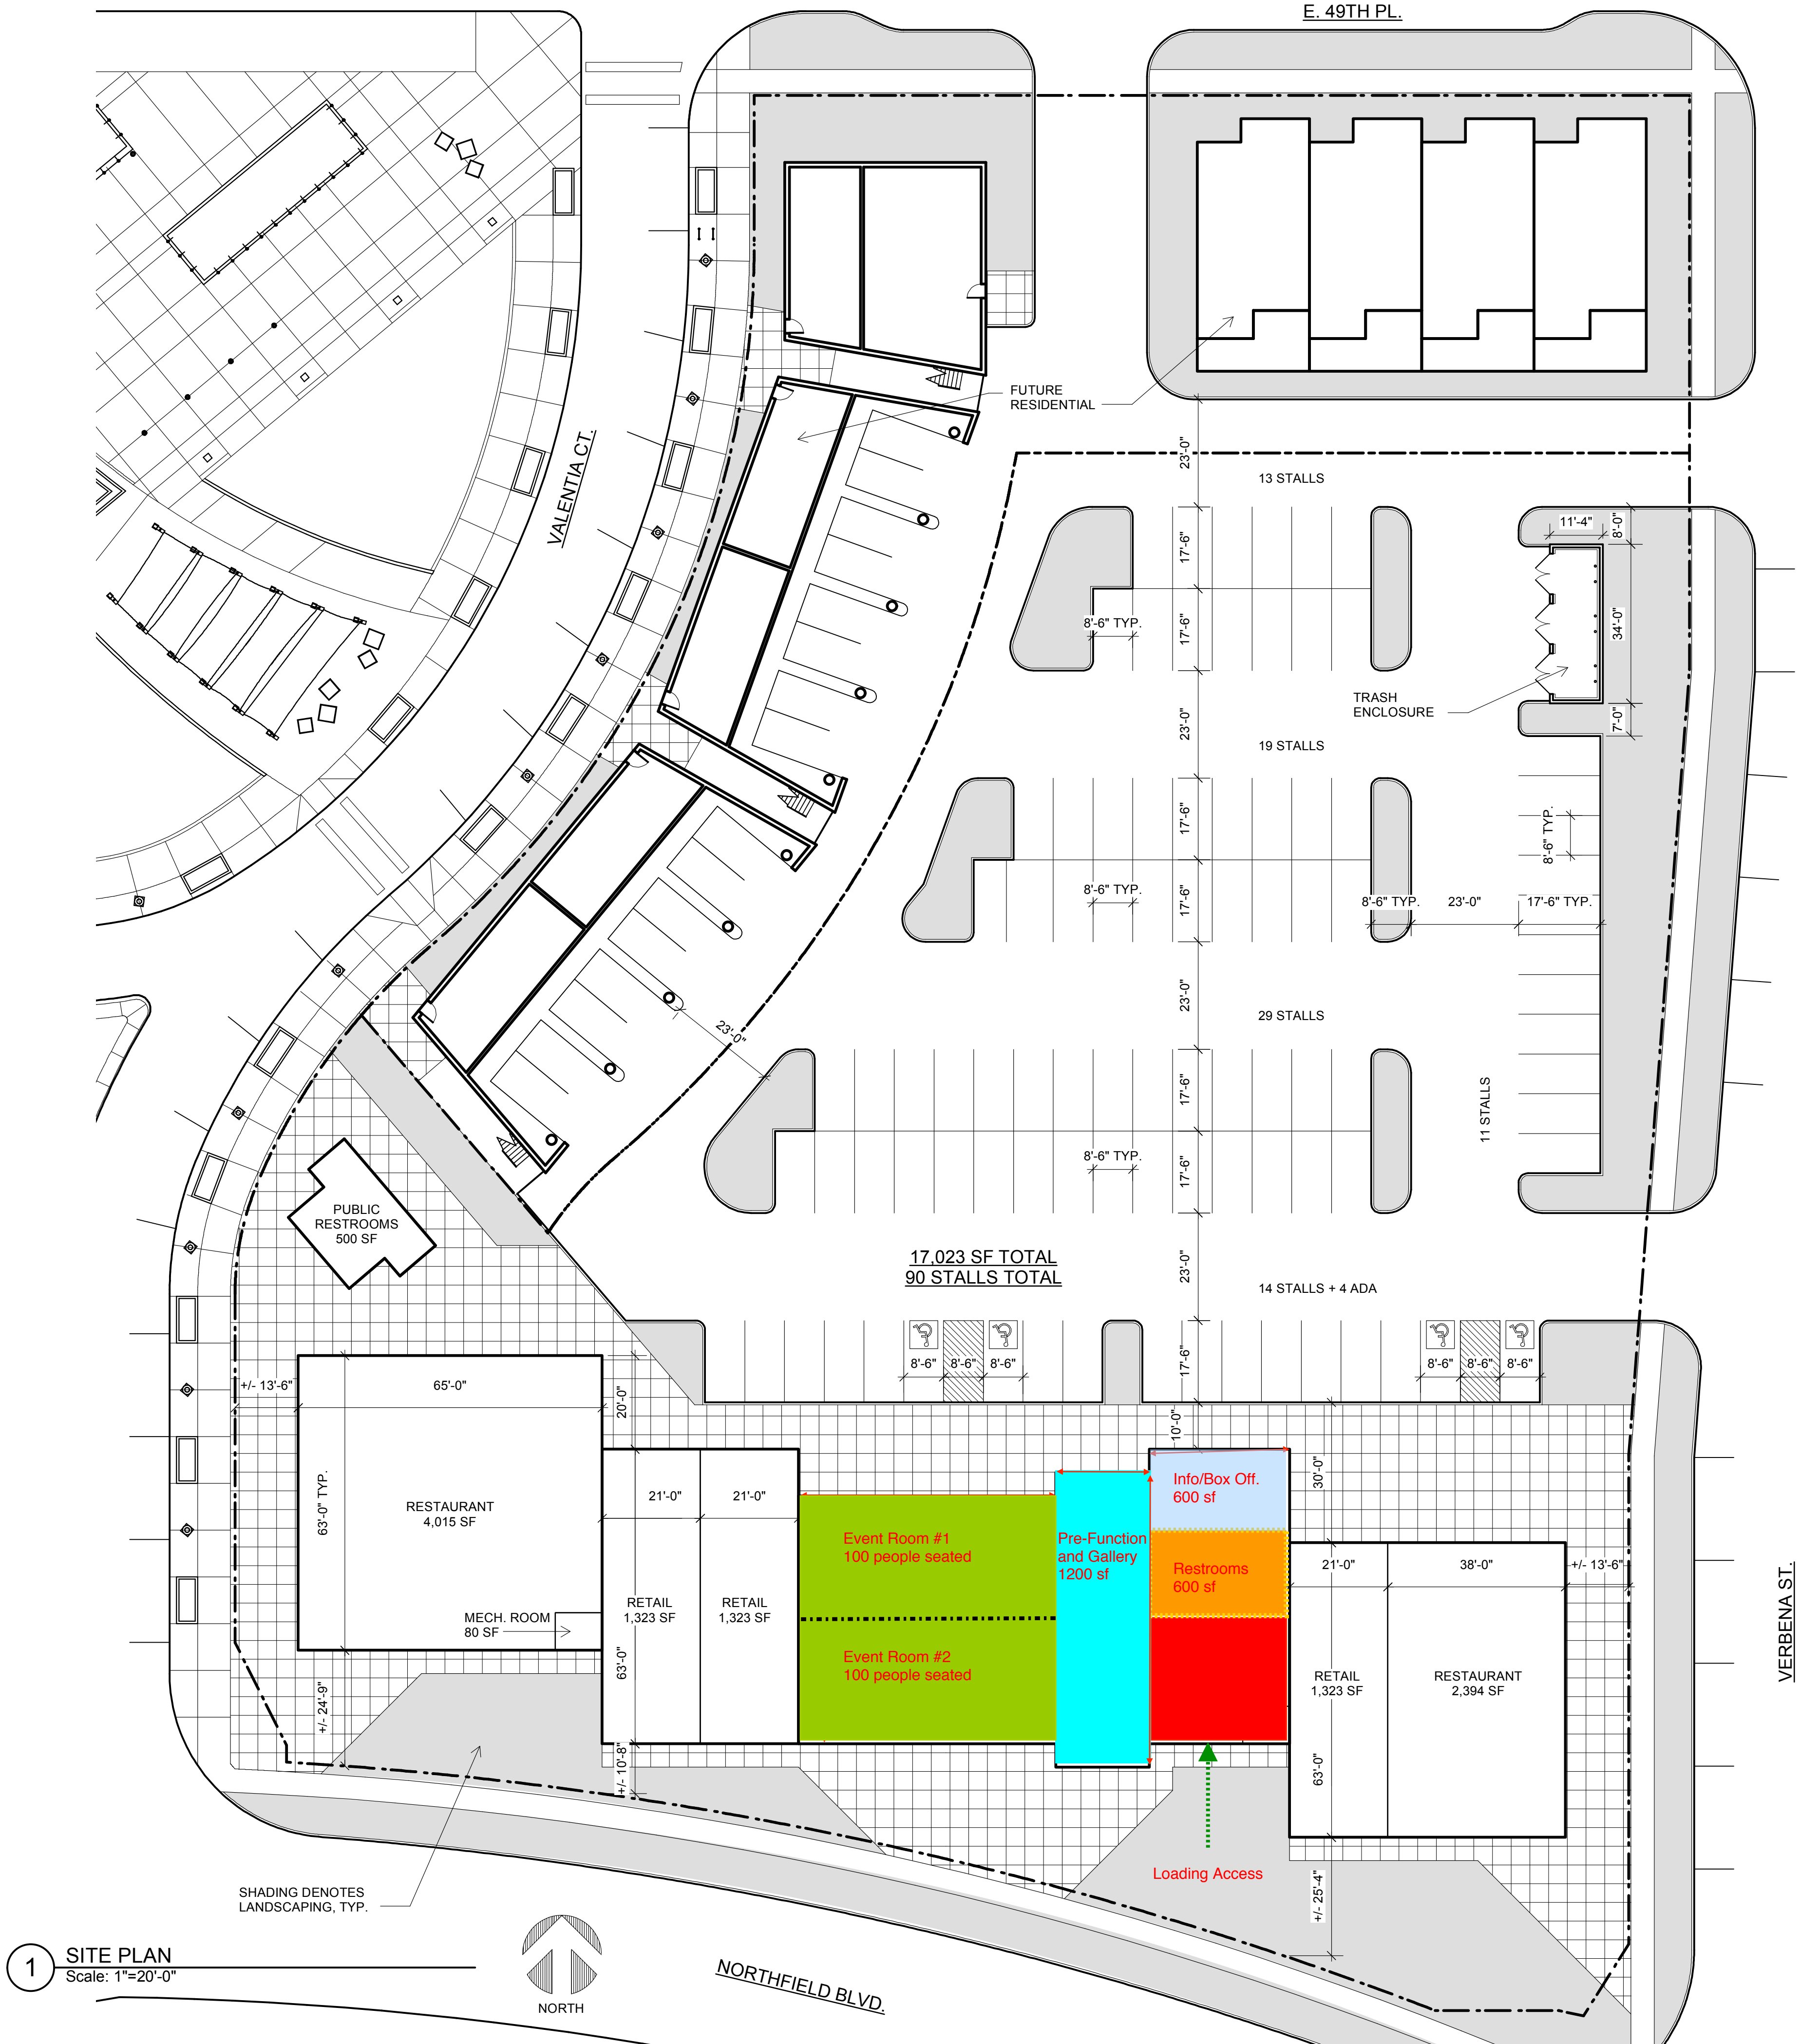 E. 49TH PL.
FUTURE
RESIDENTIAL
VALENTIA CT.
23'-0"
13 STALLS
17'-6"
8'-6" TYP.
17'-6"
11'-4"
8'-0"
34'-0"
7'-0"
TRASH
ENCLOSURE
23'-0"
19 STALLS
17'-6"
8'-6" TYP.
17'-6"
8'-6" TYP.
8'-6" TYP.
23'-0"
17'-6" TYP.
23'-0"
29 STALLS
23'-0"
17'-6"
8'-6" TYP.
17'-6"
11 STALLS
PUBLIC
RESTROOMS
500 SF
17,023 SF TOTAL
90 STALLS TOTAL
23'-0"
14 STALLS + 4 ADA
17'-6"
8'-6"
8'-6"
8'-6"
8'-6"
8'-6"
8'-6"
+/- 13'-6"
65'-0"
20'-0"
10'-0"
30'-0"
63'-0" TYP.
RESTAURANT
4,015 SF
21'-0"
21'-0"
Info/Box Off.
600 sf
Event Room #1
100 people seated
Pre-Function
and Gallery
1200 sf
Restrooms
600 sf
21'-0"
38'-0"
+/- 13'-6"
MECH. ROOM
80 SF
RETAIL
1,323 SF
RETAIL
1,323 SF
63'-0"
Event Room #2
100 people seated
RETAIL
1,323 SF
RESTAURANT
2,394 SF
VERBENA ST.
+/- 24'-9"
+/- 10'-8"
63'-0"
Loading Access
+/- 25'-4"
SHADING DENOTES
LANDSCAPING, TYP.
1
SITE PLAN
Scale: 1"=20'-0"
NORTH
NORTHFIELD BLVD.